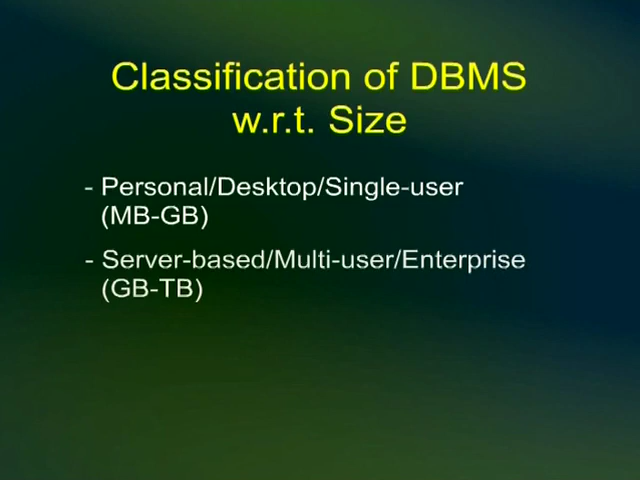 Classification of DBMS
w.r.t. Size
- Personal/Desktop/Single-user
(MB-GB)
- Server-based/Multi-user/Enterprise
(GB-TB)